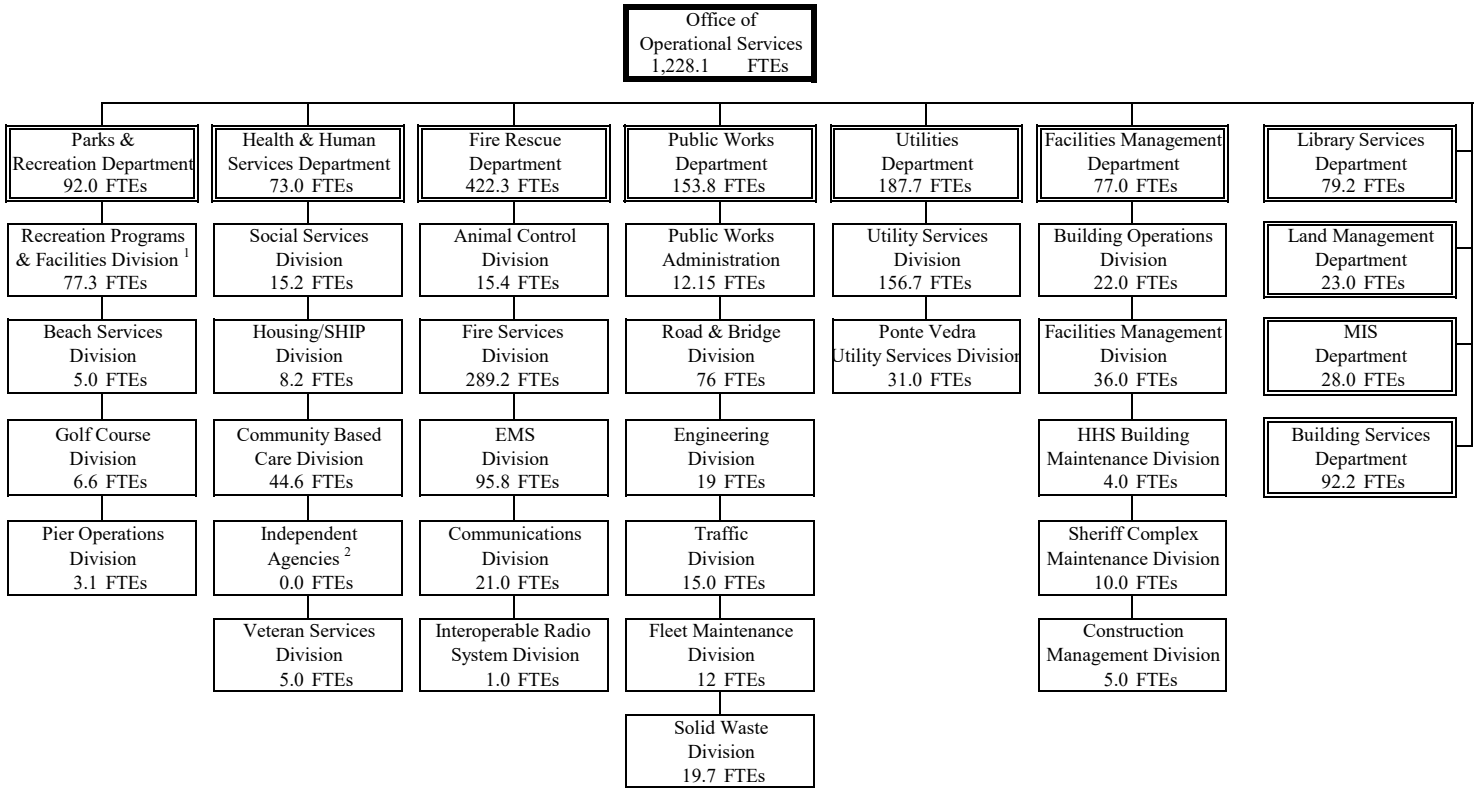 Office of
Operational Services
1,228.1 FTEs
Parks &
Recreation Department
92.0 FTEs
Health & Human
Services Department
73.0 FTEs
Fire Rescue
Department
422.3 FTEs
Public Works
Department
153.8 FTEs
Utilities
Department
187.7 FTEs
Facilities Management
Department
77.0 FTEs
Library Services
Department
79.2 FTEs
Recreation Programs
& Facilities Division 1
77.3 FTEs
Social Services
Division
15.2 FTEs
Animal Control
Division
15.4 FTEs
Public Works
Administration
12.15 FTEs
Utility Services
Division
156.7 FTEs
Building Operations
Division
22.0 FTEs
Land Management
Department
23.0 FTEs
Beach Services
Division
5.0 FTEs
Housing/SHIP
Division
8.2 FTEs
Fire Services
Division
289.2 FTEs
Road & Bridge
Division
76 FTEs
Ponte Vedra
Utility Services Division
31.0 FTEs
Facilities Management
Division
36.0 FTEs
MIS
Department
28.0 FTEs
Golf Course
Division
6.6 FTEs
Community Based
Care Division
44.6 FTEs
EMS
Division
95.8 FTEs
Engineering
Division
19 FTEs
HHS Building
Maintenance Division
4.0 FTEs
Building Services
Department
92.2 FTEs
Pier Operations
Division
3.1 FTEs
Independent
Agencies 2
0.0 FTEs
Communications
Division
21.0 FTEs
Traffic
Division
15.0 FTEs
Sheriff Complex
Maintenance Division
10.0 FTEs
Veteran Services
Division
5.0 FTEs
Interoperable Radio
System Division
1.0 FTEs
Fleet Maintenance
Division
12 FTEs
Construction
Management Division
5.0 FTEs
Solid Waste
Division
19.7 FTEs